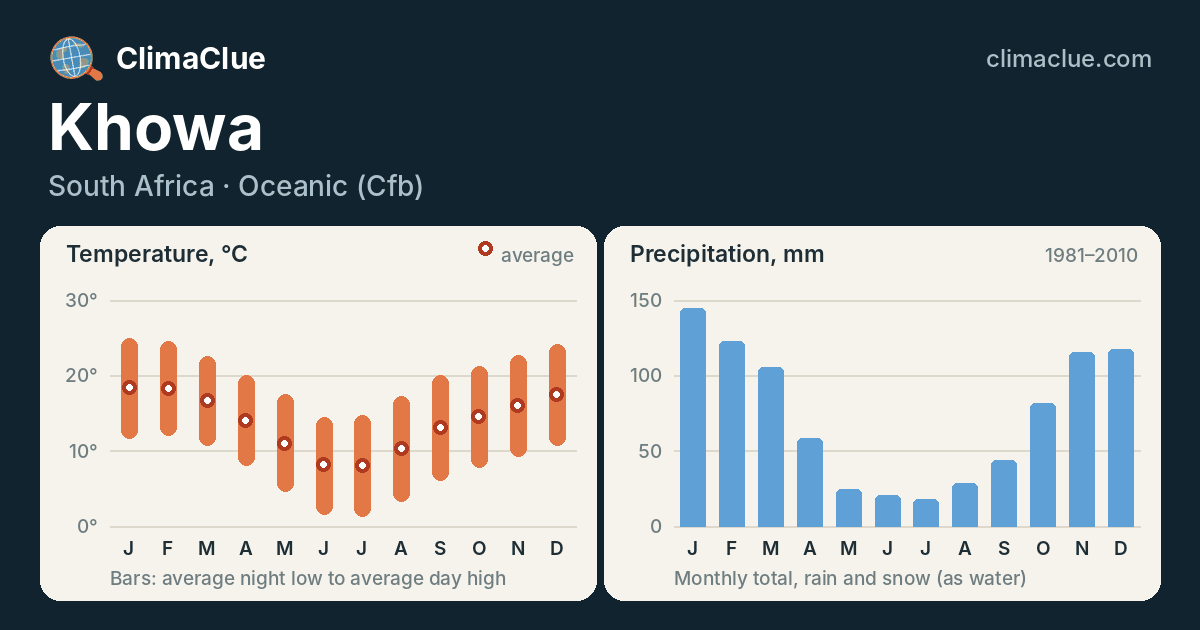 ClimaClue
climaclue.com
Khowa
South Africa · Oceanic (Cfb)
Temperature, °C
average
30°
20°
10°
0°
J F M A M J J A S O N D
Bars: average night low to average day high
Precipitation, mm
1981–2010
150
100
50
0
J F M A M J J A S O N D
Monthly total, rain and snow (as water)